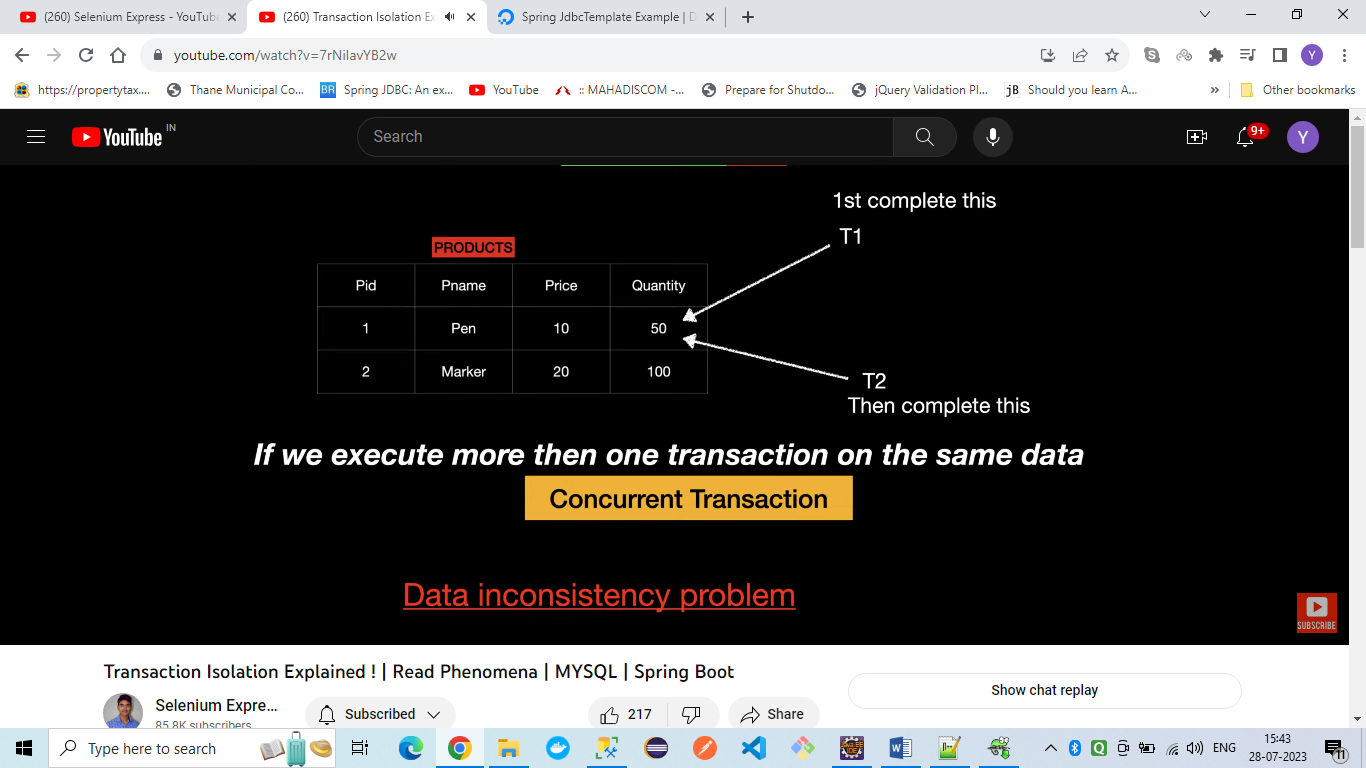 (260) Selenium Express - YouTube
(260) Transaction Isolation Ex
Spring JdbcTemplate Example | D
youtube.com/watch?v=7rNilavYB2w
Y
https://propertytax....
Thane Municipal Co...
BR Spring JDBC: An ex...
YouTube
:: MAHADISCOM -...
Prepare for Shutdo...
jQuery Validation Pl...
jB Should you learn A...
»
Other bookmarks
YouTube IN
Search
9+
Y
1st complete this
T1
PRODUCTS
Pid Pname Price Quantity
1 Pen 10 50
2 Marker 20 100
T2
Then complete this
If we execute more then one transaction on the same data
Concurrent Transaction
Data inconsistency problem
SUBSCRIBE
Transaction Isolation Explained ! | Read Phenomena | MYSQL | Spring Boot
Show chat replay
Selenium Expre...
85.8K subscribers
Subscribed
217
Share
Type here to search
ENG
15:43
28-07-2023
11